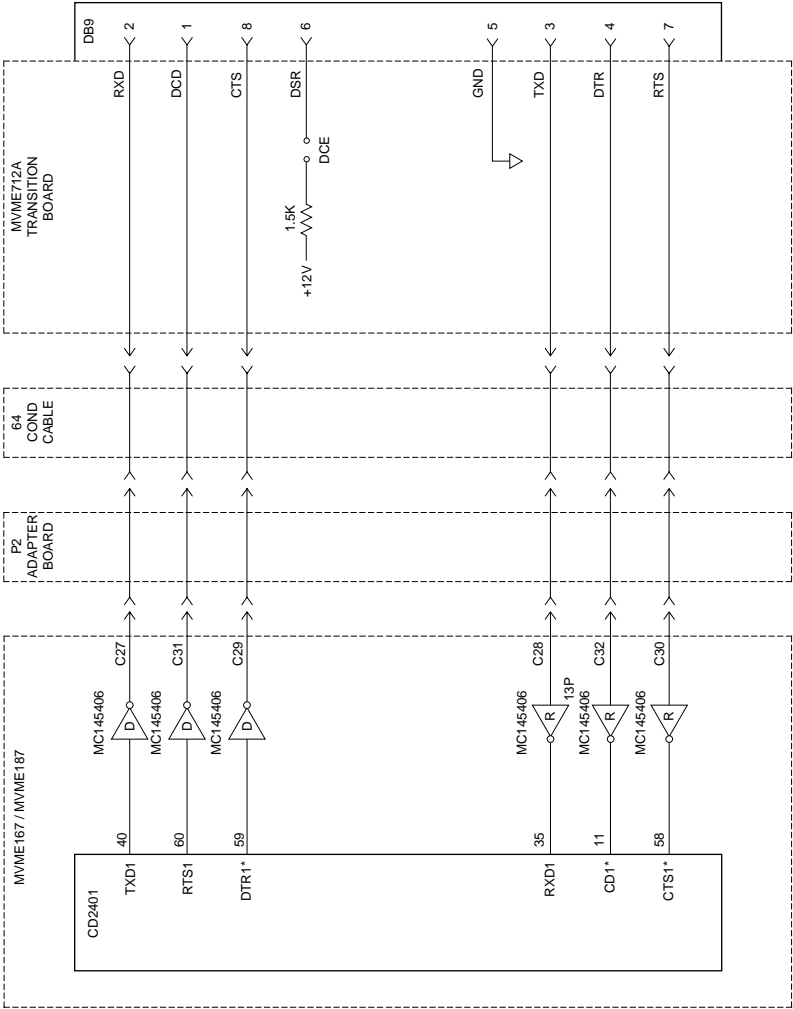 MVME167 / MVME187
CD2401
TXD1
40
MC145406
D
C27
RTS1
60
MC145406
D
C31
DTR1*
59
MC145406
D
C29
RXD1
35
MC145406
R
13P
C28
CD1*
11
MC145406
R
C32
CTS1*
58
MC145406
R
C30
P2
ADAPTER
BOARD
64
COND
CABLE
MVME712A
TRANSITION
BOARD
+12V
1.5K
DCE
DB9
RXD
2
DCD
1
CTS
8
DSR
6
GND
5
TXD
3
DTR
4
RTS
7